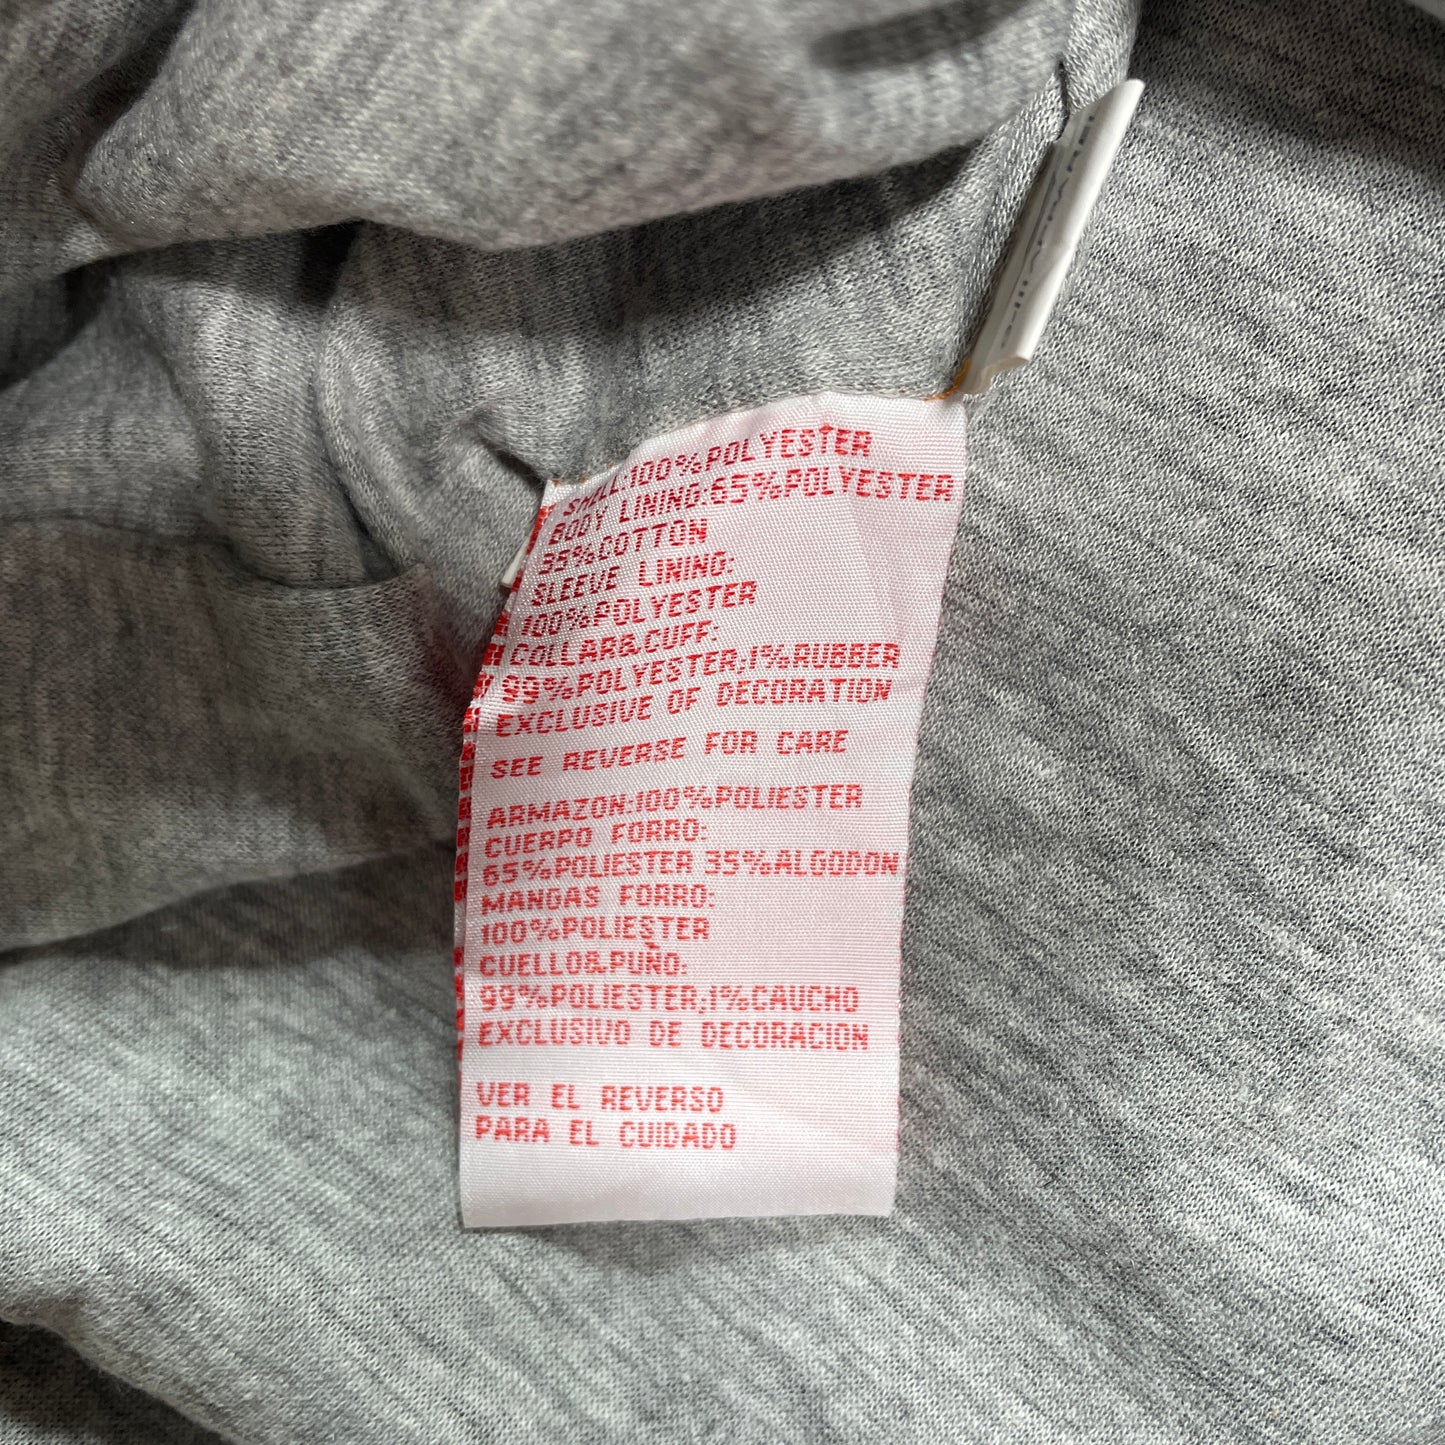 SHELL:100%POLYESTER
BODY LINING:65%POLYESTER
35%COTTON
SLEEVE LINING:
100%POLYESTER
COLLAR&CUFF:
99%POLYESTER;1%RUBBER
EXCLUSIVE OF DECORATION
SEE REVERSE FOR CARE
ARMAZON:100%POLIESTER
CUERPO FORRO:
65%POLIESTER 35%ALGODON
MANGAS FORRO:
100%POLIESTER
CUELLO&PUÑO:
99%POLIESTER;1%CAUCHO
EXCLUSIVO DE DECORACION
VER EL REVERSO
PARA EL CUIDADO